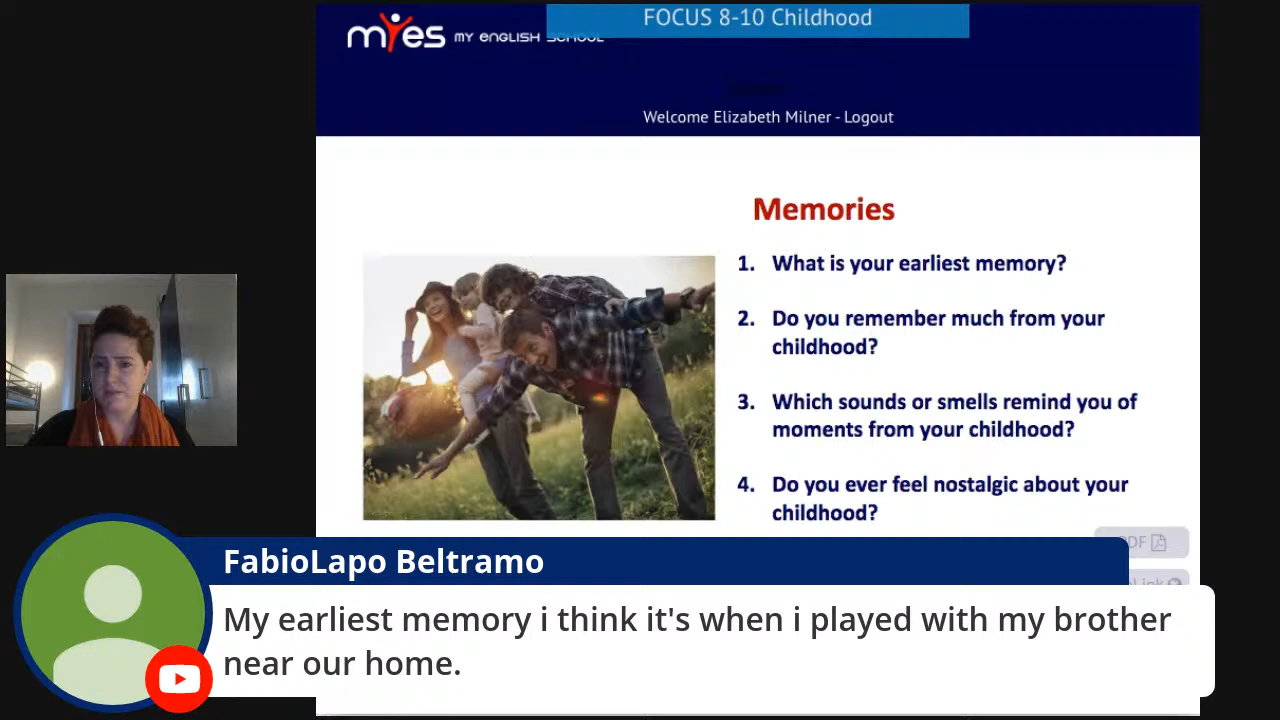 FOCUS 8-10 Childhood
myes MY ENGLISH SCHOOL
Welcome Elizabeth Milner - Logout
Memories
1. What is your earliest memory?
2. Do you remember much from your
childhood?
3. Which sounds or smells remind you of
moments from your childhood?
4. Do you ever feel nostalgic about your
childhood?
PDF
FabioLapo Beltramo
My earliest memory i think it's when i played with my brother
near our home.